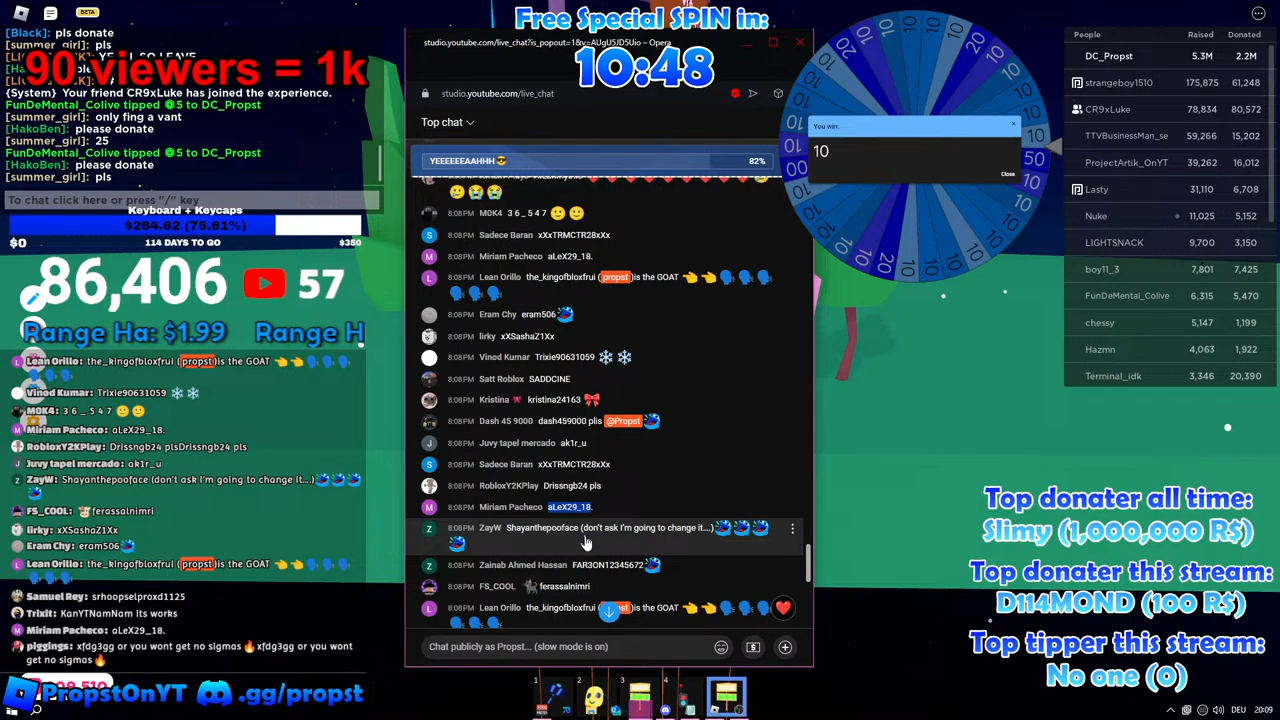 BETA
[Black]: pls donate
[summer_girl]: pls
90 viewers = 1k
{System} Your friend CR9xLuke has joined the experience.
FunDeMental_Colive tipped 5 to DC_Propst
[summer_girl]: only fing a vant
[HakoBen]: please donate
[summer_girl]: 25
FunDeMental_Colive tipped 5 to DC_Propst
[HakoBen]: please donate
[summer_girl]: pls
To chat click here or press "/" key
Keyboard + Keycaps
$264.62 (75.61%)
$0
114 DAYS TO GO
$350
86,406
57
Range Ha: $1.99 Range H
Lean Orillo: the_kingofbloxfrui (propst)is the GOAT 👈👈🗣️🗣️🗣️
🗣️🗣️🗣️
Vinod Kumar: Trixie90631059 ❄️ ❄️
M0K4: 3 6 _ 5 4 7 🙂 🙂
Miriam Pacheco: aLeX29_18.
RobloxY2KPlay: Drissngb24 plsDrissngb24 pls
Juvy tapel mercado: ak1r_u
ZayW: Shayanthepooface (don't ask I'm going to change it....)
FS_COOL: ferassalnimri
lirky: xXSashaZ1Xx
Eram Chy: eram506
Lean Orillo: the_kingofbloxfrui (propst)is the GOAT 👈👈🗣️🗣️🗣️
🗣️🗣️🗣️
Samuel Rey: srhoopselproxd1125
Trixit: KanYTNamNam Its works
Miriam Pacheco: aLeX29_18.
piggings: xfdg3gg or you wont get no sigmas🔥xfdg3gg or you wont
get no sigmas🔥
PropstOnYT .gg/propst
Free Special SPIN in:
10:48
studio.youtube.com/live_chat?is_popout=1&v=AUgU5JD5Uio – Opera
studio.youtube.com/live_chat
Top chat
YEEEEEEAAHHH😎 82%
8:08PM M0K4 3 6 _ 5 4 7 🙂 🙂
8:08PM Sadece Baran xXxTRMCTR28xXx
8:08PM Miriam Pacheco aLeX29_18.
8:08PM Lean Orillo the_kingofbloxfrui (propst)is the GOAT 👈👈🗣️🗣️🗣️
🗣️🗣️🗣️
8:08PM Eram Chy eram506
8:08PM lirky xXSashaZ1Xx
8:08PM Vinod Kumar Trixie90631059 ❄️ ❄️
8:08PM Satt Roblox SADDCINE
8:08PM Kristina 🎀 kristina24163 🎀
8:08PM Dash 45 9000 dash459000 plis @Propst
8:08PM Juvy tapel mercado ak1r_u
8:08PM Sadece Baran xXxTRMCTR28xXx
8:08PM RobloxY2KPlay Drissngb24 pls
8:08PM Miriam Pacheco aLeX29_18.
8:08PM ZayW Shayanthepooface (don't ask I'm going to change it....)
8:08PM Zainab Ahmed Hassan FAR3ON12345672
8:08PM FS_COOL 🐈‍⬛ ferassalnimri
8:08PM Lean Orillo the_kingofbloxfrui is the GOAT 👈👈🗣️🗣️
🗣️🗣️🗣️
Chat publicly as Propst... (slow mode is on)
1 2 3 4
You win:
10
Close
50
People Raised Donated
DC_Propst 5.3M 2.2M
strangeboy1510 175,875 61,248
CR9xLuke 78,834 80,572
TTVBusinessMan_se 59,266 15,202
ProjectArtik_OnYT 39,262 16,012
Lasty 31,110 6,708
Nuke 11,025 5,152
LIGHTSNACK 9,700 3,150
boy11_3 7,801 7,425
FunDeMental_Colive 6,315 5,470
chessy 5,147 1,199
Hazmn 4,063 1,922
Terminal_idk 3,346 20,390
Top donater all time:
Slimy (1,000,000 R$)
Top donater this stream:
D114MOND (100 R$)
Top tipper this stream:
No one (0)
DEU 20:09